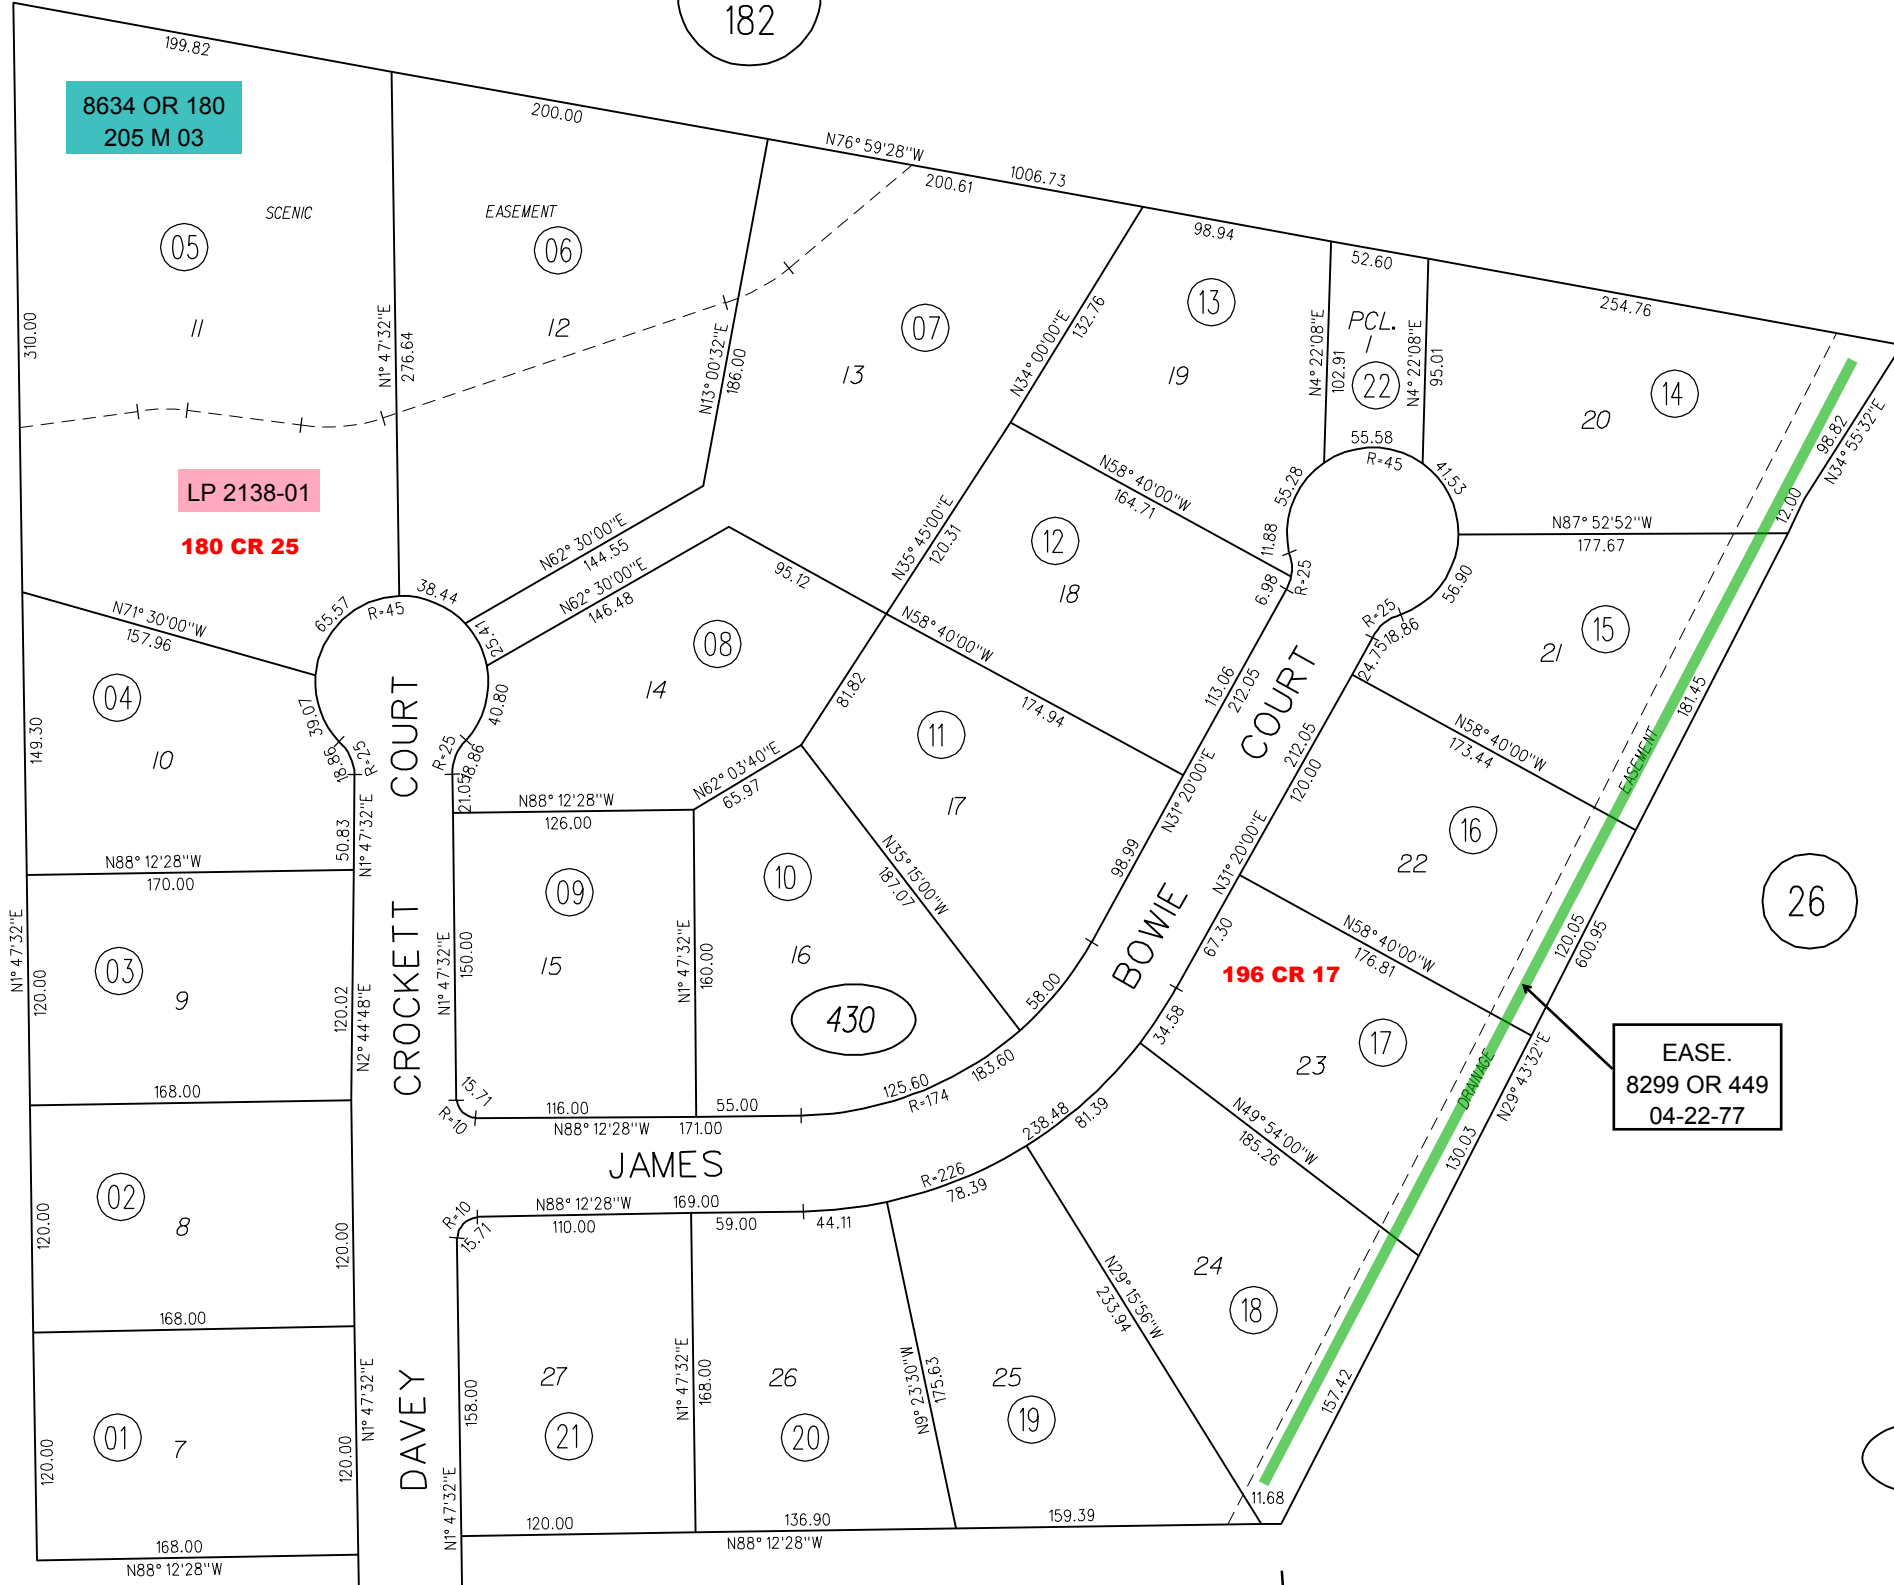 182
199.82
8634 OR 180
205 M 03
200.00
N76°59'28"W
1006.73
200.61
98.94
52.60
254.76
SCENIC
EASEMENT
05
06
11
12
310.00
N1°47'32"E
276.64
N13°00'32"E
186.00
07
13
N34°00'00"E
132.76
13
19
N4°22'08"E
102.91
PCL.
1
22
N4°22'08"E
95.01
14
20
98.82
N34°55'32"E
LP 2138-01
180 CR 25
N62°30'00"E
144.55
N62°30'00"E
146.48
95.12
N35°45'00"E
120.31
N58°40'00"W
164.71
12
18
55.58
R=45
55.28
41.53
11.88
6.98
R=25
N87°52'52"W
177.67
12.00
56.90
R=25
18.86
24.75
15
21
N71°30'00"W
157.96
65.57
R=45
38.44
25.41
40.80
39.07
18.86
R=25
R=25
18.86
21.05
04
10
149.30
COURT
08
14
81.82
N58°40'00"W
174.94
113.06
212.05
COURT
212.05
120.00
181.45
N58°40'00"W
173.44
EASEMENT
11
17
N62°03'40"E
65.97
N88°12'28"W
126.00
50.83
N1°47'32"E
N88°12'28"W
170.00
N31°20'00"E
98.99
N31°20'00"E
16
22
N35°15'00"W
187.07
09
15
10
16
N1°47'32"E
120.00
03
9
120.02
N2°44'48"E
CROCKETT
N1°47'32"E
150.00
N1°47'32"E
160.00
430
58.00
BOWIE
67.30
196 CR 17
N58°40'00"W
176.81
120.05
600.95
26
34.58
17
23
EASE.
8299 OR 449
04-22-77
DRAINAGE
N29°43'32"E
130.03
168.00
15.71
R=10
116.00
55.00
N88°12'28"W
171.00
125.60
R=174
183.60
238.48
81.39
N49°54'00"W
185.26
JAMES
R=226
78.39
02
8
120.00
120.00
R=10
15.71
N88°12'28"W
169.00
110.00
59.00
44.11
24
18
N29°15'56"W
233.94
157.42
168.00
01
7
120.00
120.00
N1°47'32"E
DAVEY
158.00
N1°47'32"E
27
21
N1°47'32"E
168.00
26
20
N9°23'30"W
175.63
25
19
11.68
120.00
136.90
159.39
N88°12'28"W
168.00
N88°12'28"W